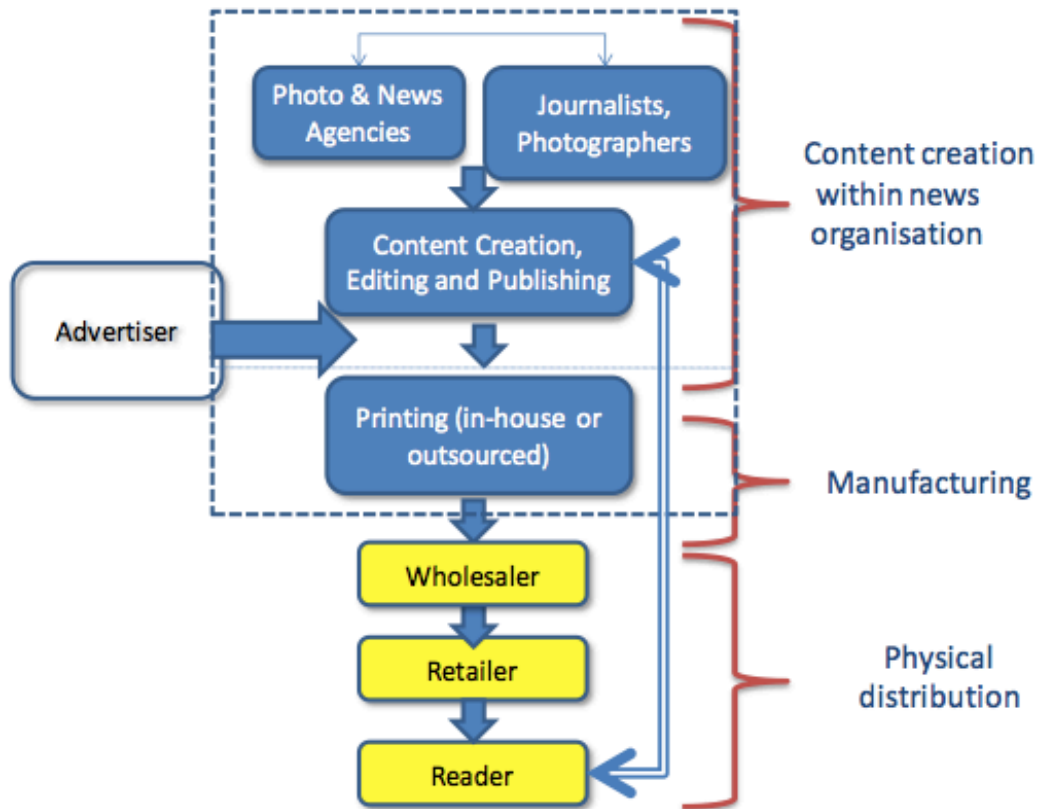 Photo & News
Agencies
Journalists,
Photographers
Content creation
within news
organisation
Content Creation,
Editing and Publishing
Advertiser
Printing (in-house or
outsourced)
Manufacturing
Wholesaler
Retailer
Physical
distribution
Reader